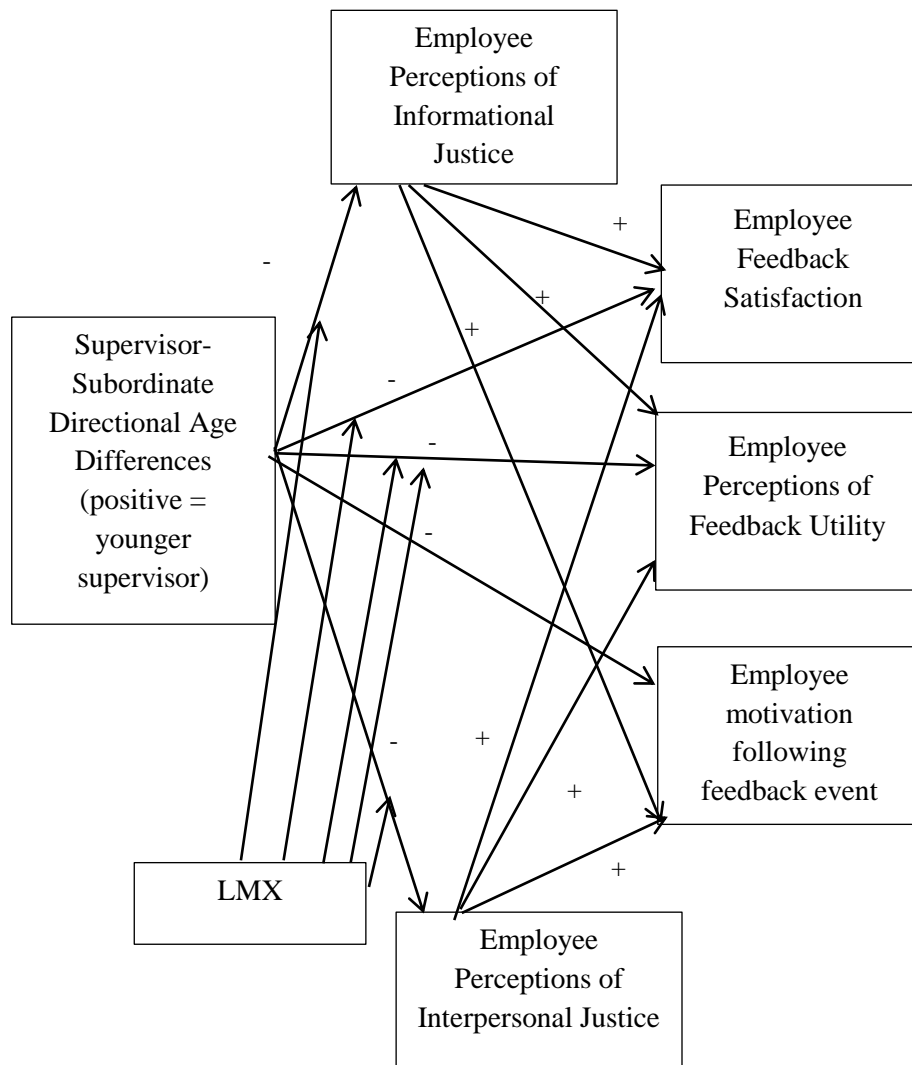 Employee
Perceptions of
Informational
Justice
+
Employee
Feedback
Satisfaction
-
+
+
Supervisor-
Subordinate
Directional Age
Differences
(positive =
younger
supervisor)
-
-
Employee
Perceptions of
Feedback Utility
-
Employee
motivation
following
feedback event
-
+
+
+
LMX
Employee
Perceptions of
Interpersonal Justice